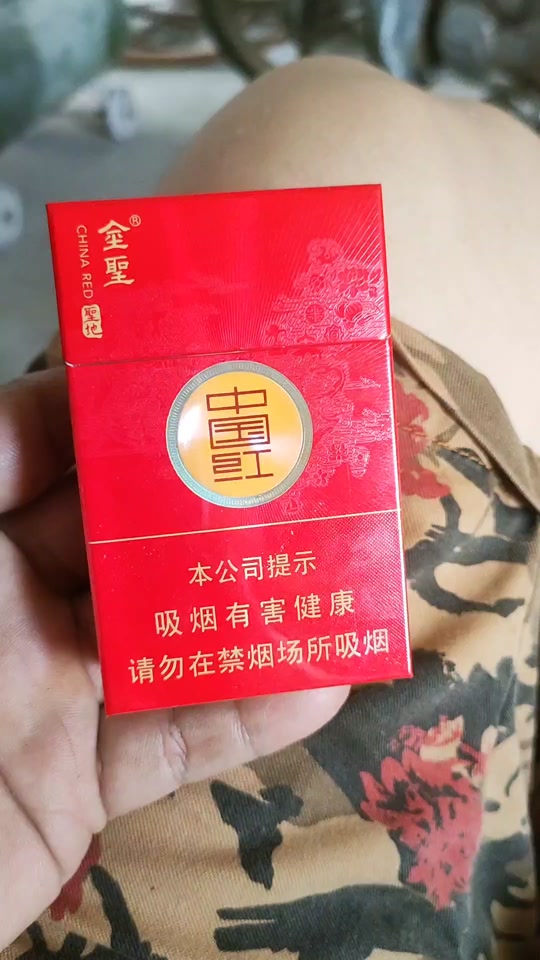 金聖®
CHINA RED
聖地
中国红
本公司提示
吸烟有害健康
请勿在禁烟场所吸烟